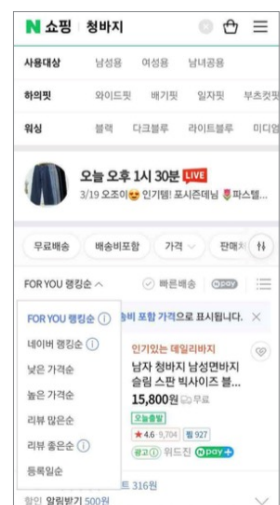 N 쇼핑 청바지
사용대상 남성용 여성용 남녀공용
하의핏 와이드핏 배기핏 일자핏 부츠컷핏
워싱 블랙 다크블루 라이트블루 미디엄
오늘 오후 1시 30분 LIVE
3/19 오조이😍 인기템! 포시즌데님 🌷파스텔...
무료배송 배송비포함 가격 판매
FOR YOU 랭킹순 빠른배송 pay
FOR YOU 랭킹순
송비 포함 가격으로 표시됩니다.
네이버 랭킹순
낮은 가격순
높은 가격순
리뷰 많은순
리뷰 좋은순
등록일순
인기있는 데일리바지
남자 청바지 남성면바지
슬림 스판 빅사이즈 블...
15,800원 무료
오늘출발
★4.6 9,704 찜 927
광고 위드진 pay+
트 316원
할인 알림받기 500원